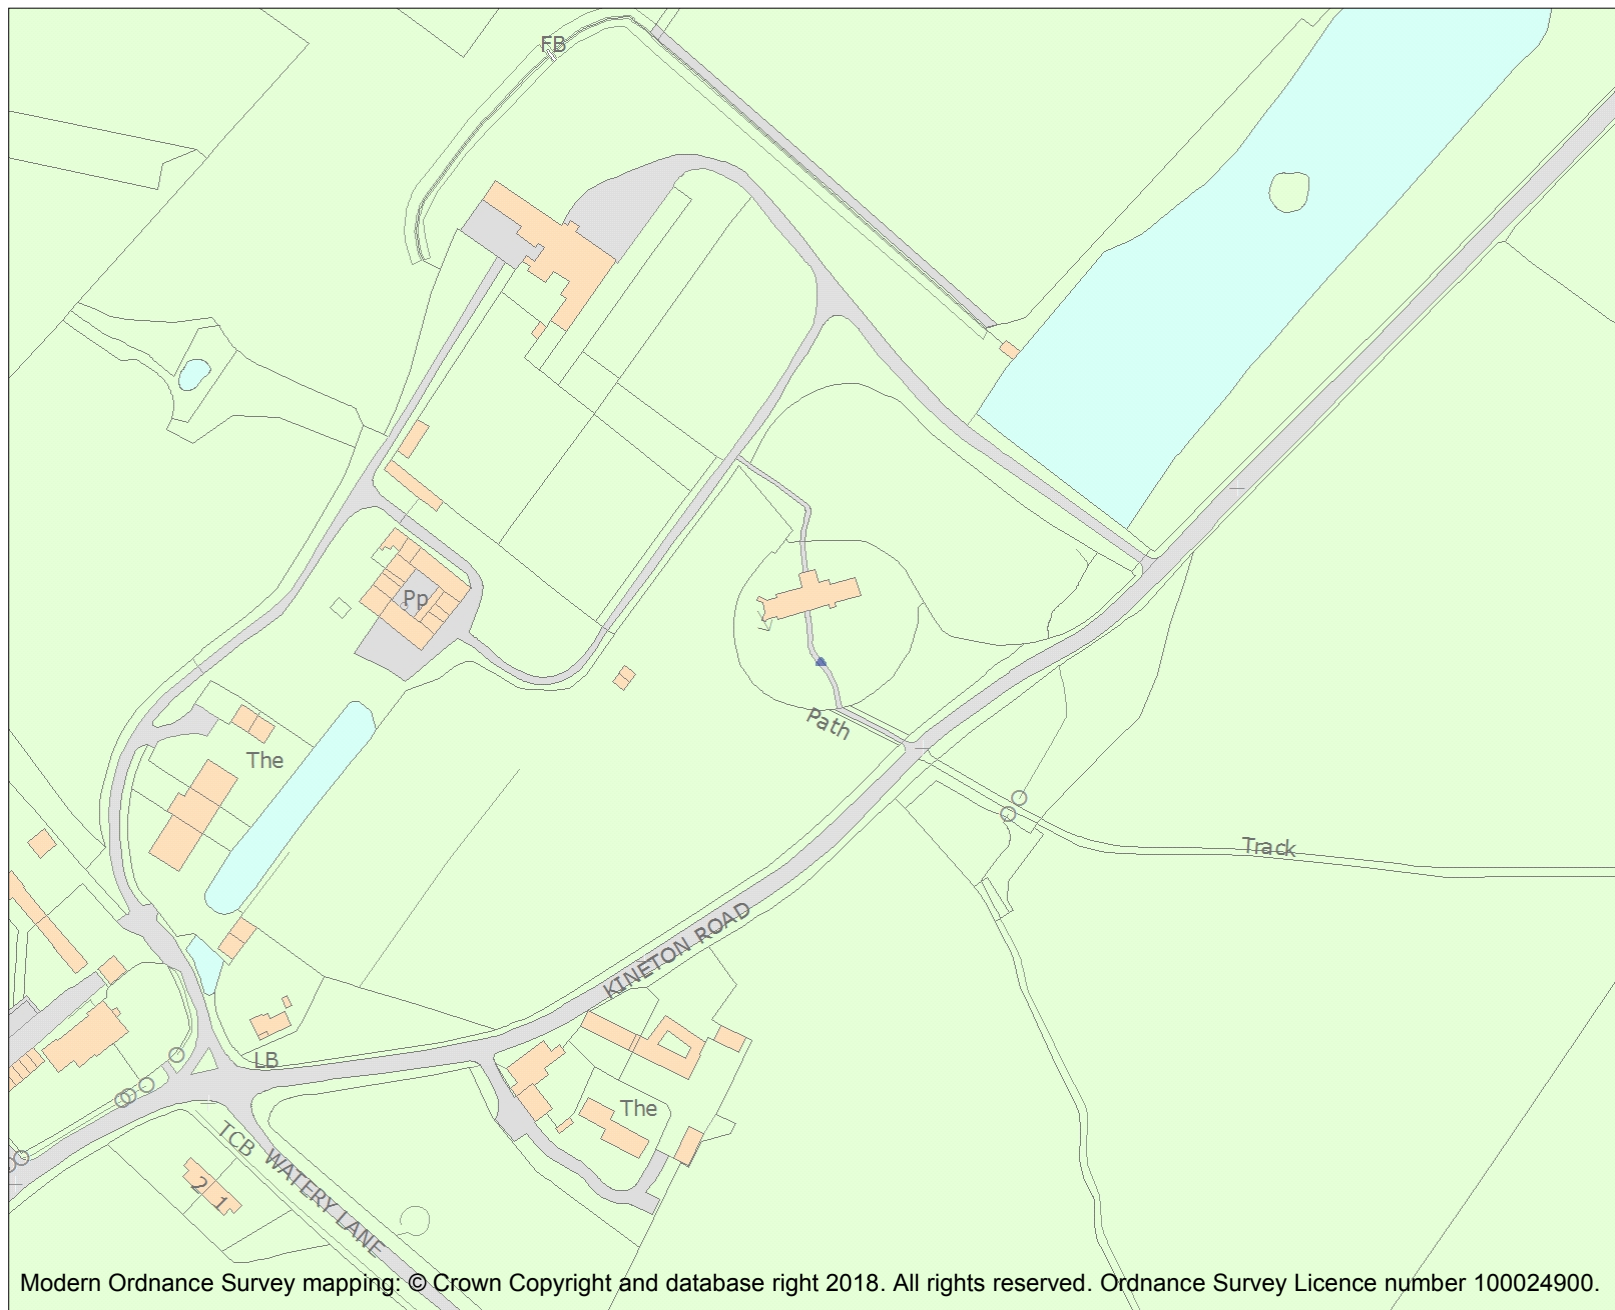 FB
Pp
The
Path
Track
KINETON ROAD
LB
The
TCB
WATERY LANE
2
1
Modern Ordnance Survey mapping: © Crown Copyright and database right 2018. All rights reserved. Ordnance Survey Licence number 100024900.